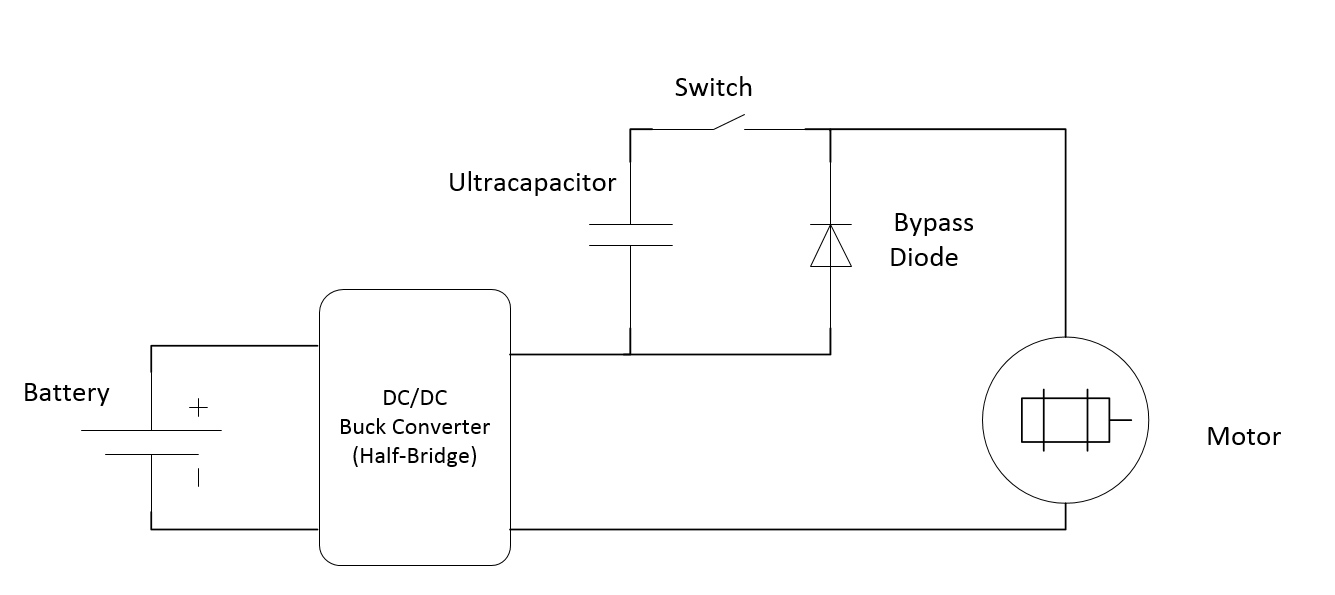 Switch
Ultracapacitor
Bypass
Diode
Battery
+
DC/DC
Buck Converter
(Half-Bridge)
Motor